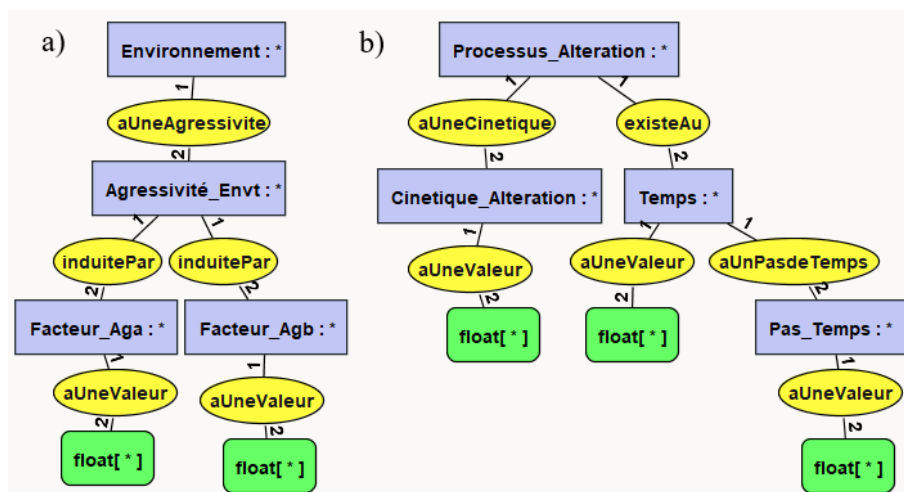 a)
Environnement : *
1
aUneAgressivite
2
Agressivité_Envt : *
1 1
induitePar induitePar
2 2
Facteur_Aga : * Facteur_Agb : *
1 1
aUneValeur aUneValeur
2 2
float[ * ] float[ * ]
b)
Processus_Alteration : *
1 1
aUneCinetique existeAu
2 2
Cinetique_Alteration : * Temps : *
1 1 1
aUneValeur aUneValeur aUnPasdeTemps
2 2 2
float[ * ] float[ * ] Pas_Temps : *
1
aUneValeur
2
float[ * ]